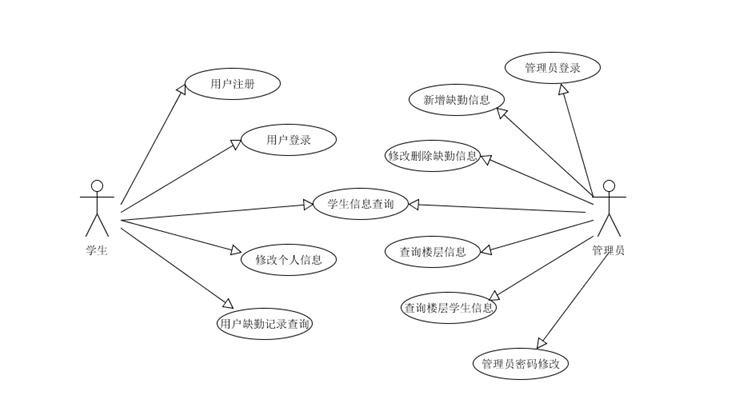 管理员登录
用户注册
新增缺勤信息
用户登录
修改删除缺勤信息
学生信息查询
学生
管理员
查询楼层信息
修改个人信息
查询楼层学生信息
用户缺勤记录查询
管理员密码修改